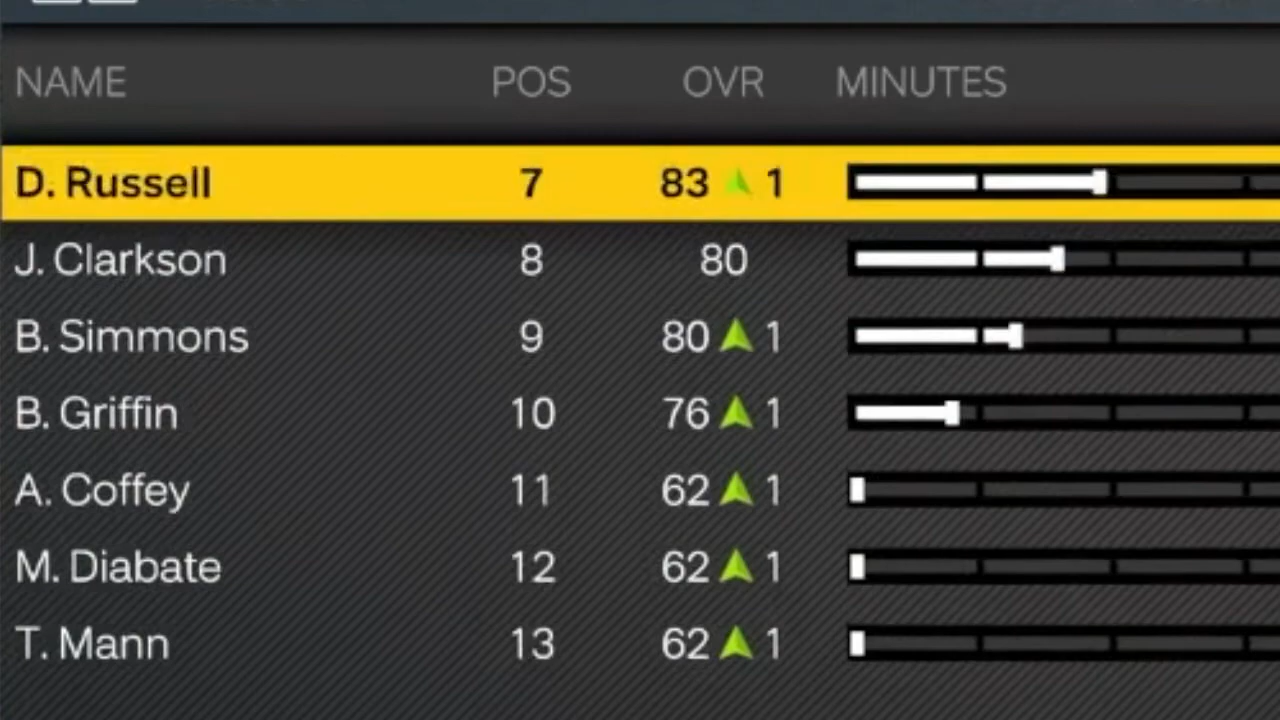 NAME POS OVR MINUTES
D. Russell 7 83 1
J. Clarkson 8 80
B. Simmons 9 80 1
B. Griffin 10 76 1
A. Coffey 11 62 1
M. Diabate 12 62 1
T. Mann 13 62 1